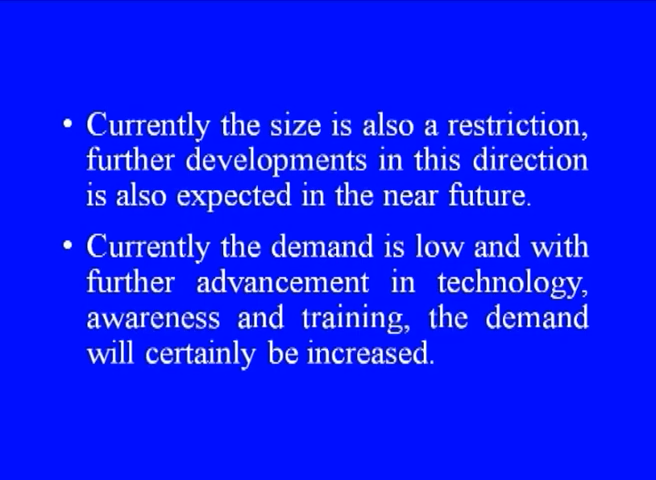 • Currently the size is also a restriction,
further developments in this direction
is also expected in the near future.
• Currently the demand is low and with
further advancement in technology,
awareness and training, the demand
will certainly be increased.